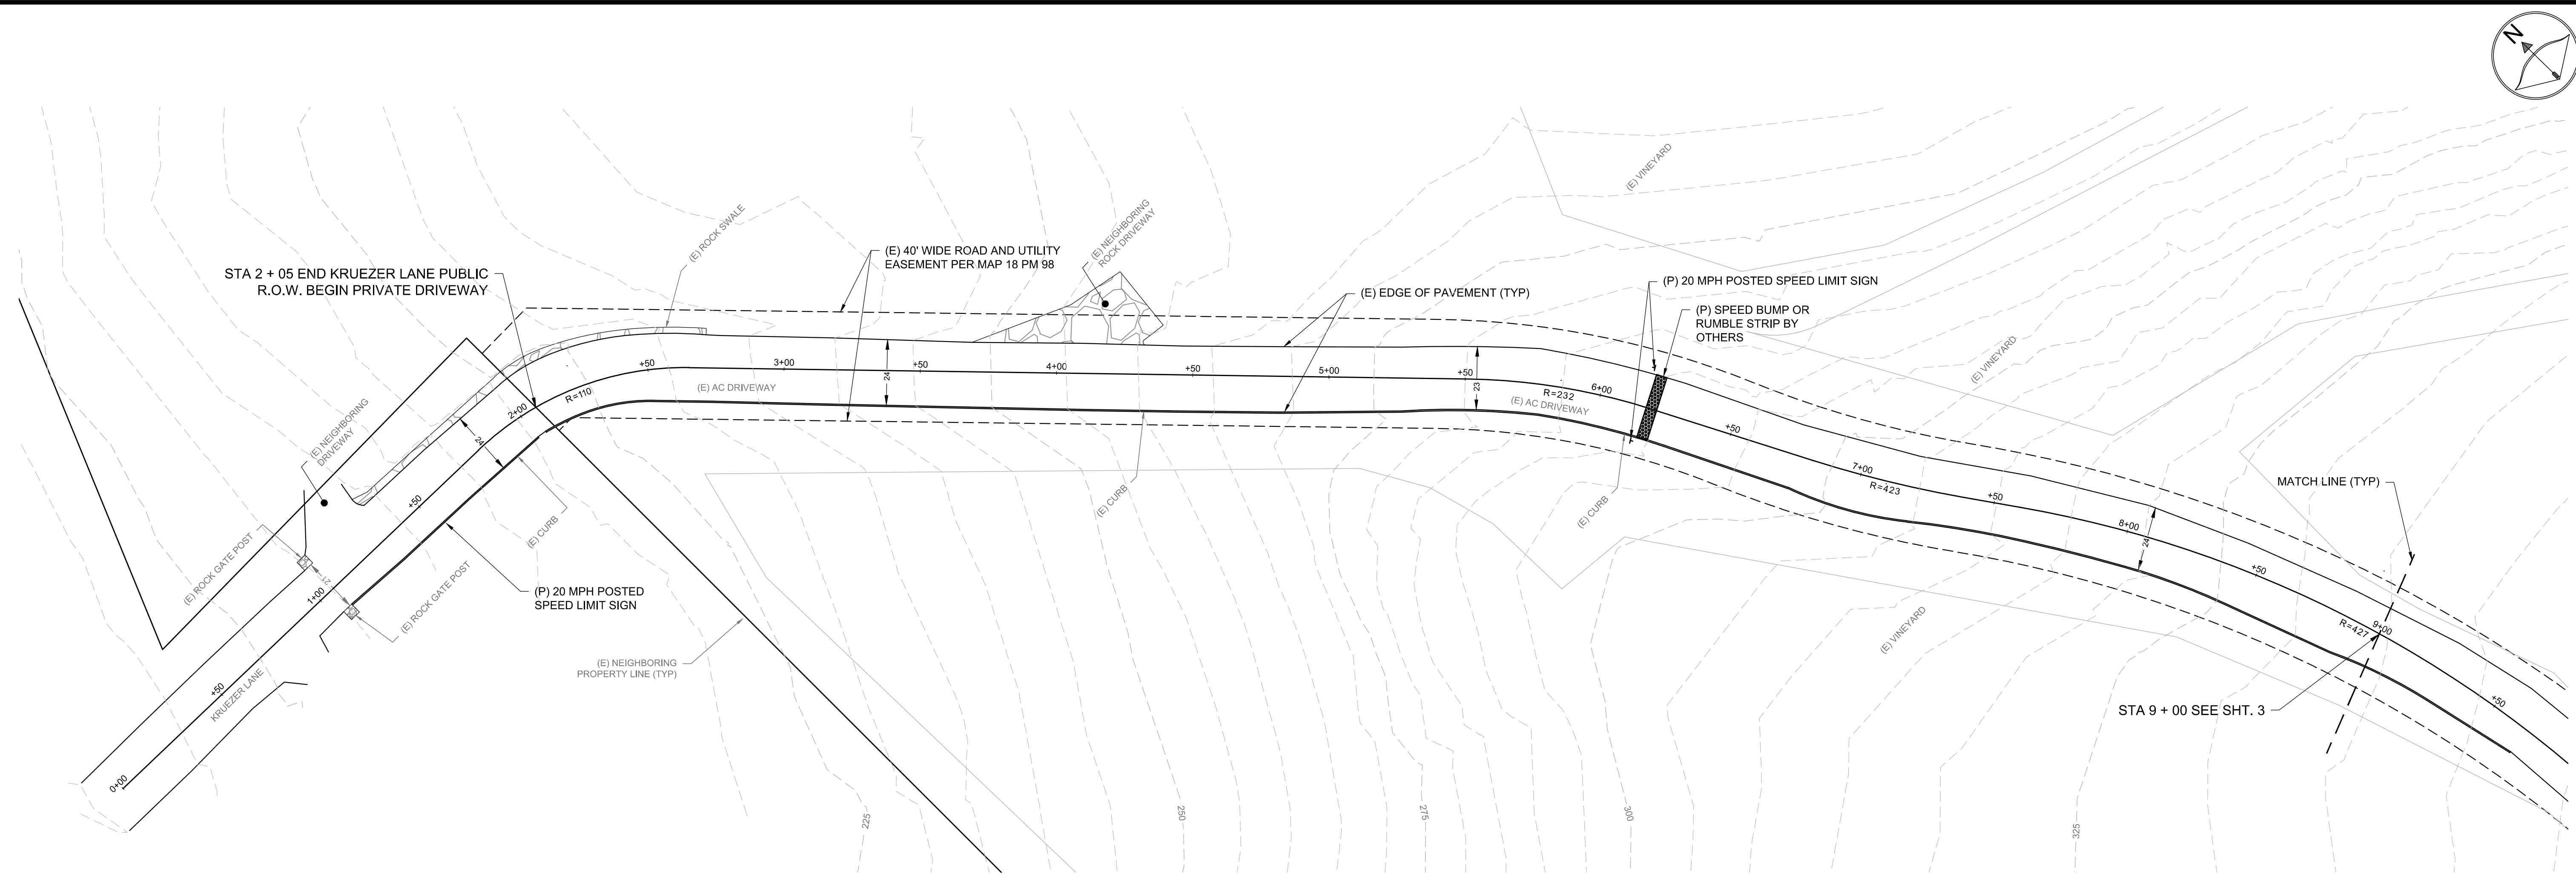 N
(E) VINEYARD
(E) ROCK SWALE
(E) NEIGHBORING
ROCK DRIVEWAY
(E) 40' WIDE ROAD AND UTILITY
EASEMENT PER MAP 18 PM 98
STA 2 + 05 END KRUEZER LANE PUBLIC
R.O.W. BEGIN PRIVATE DRIVEWAY
(E) EDGE OF PAVEMENT (TYP)
(P) 20 MPH POSTED SPEED LIMIT SIGN
(P) SPEED BUMP OR
RUMBLE STRIP BY
OTHERS
(E) VINEYARD
0+00
+50
1+00
+50
2+00
R=110
+50
3+00
+50
4+00
+50
5+00
+50
6+00
R=232
+50
7+00
R=423
+50
8+00
+50
9+00
R=427
+50
(E) AC DRIVEWAY
24
23
(E) AC DRIVEWAY
24
24
21
(E) NEIGHBORING
DRIVEWAY
(E) CURB
(E) CURB
(E) CURB
MATCH LINE (TYP)
(E) ROCK GATE POST
(E) ROCK GATE POST
(P) 20 MPH POSTED
SPEED LIMIT SIGN
(E) NEIGHBORING
PROPERTY LINE (TYP)
KRUEZER LANE
(E) VINEYARD
STA 9 + 00 SEE SHT. 3
225
250
275
300
325